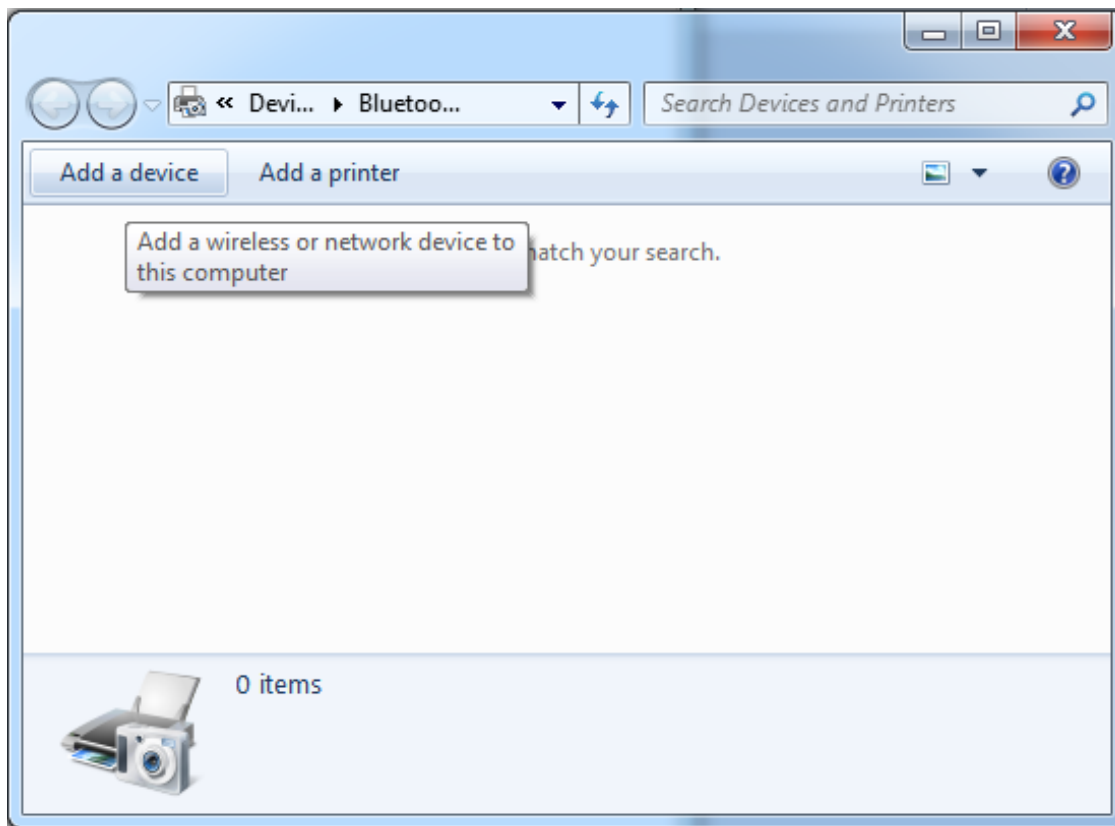 « Devi... ▸ Bluetoo...
Search Devices and Printers
Add a device
Add a printer
Add a wireless or network device to
this computer
match your search.
0 items